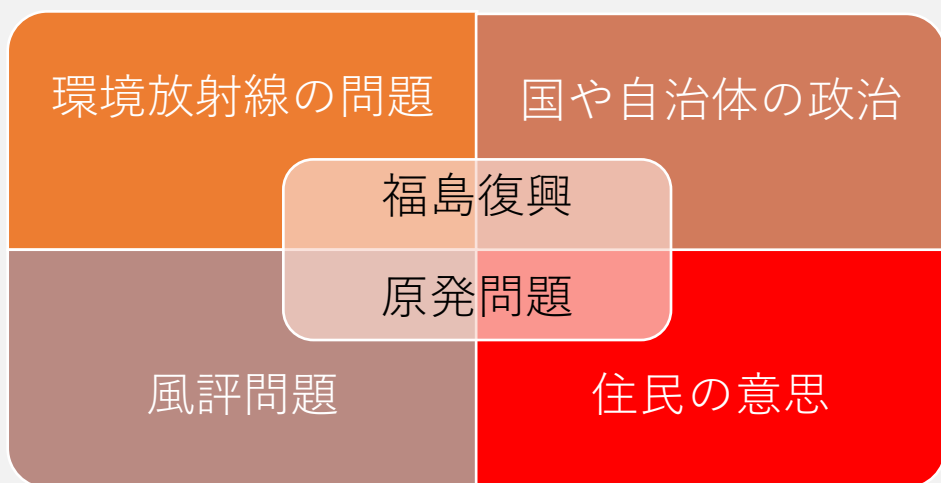 環境放射線の問題
国や自治体の政治
福島復興
原発問題
風評問題
住民の意思